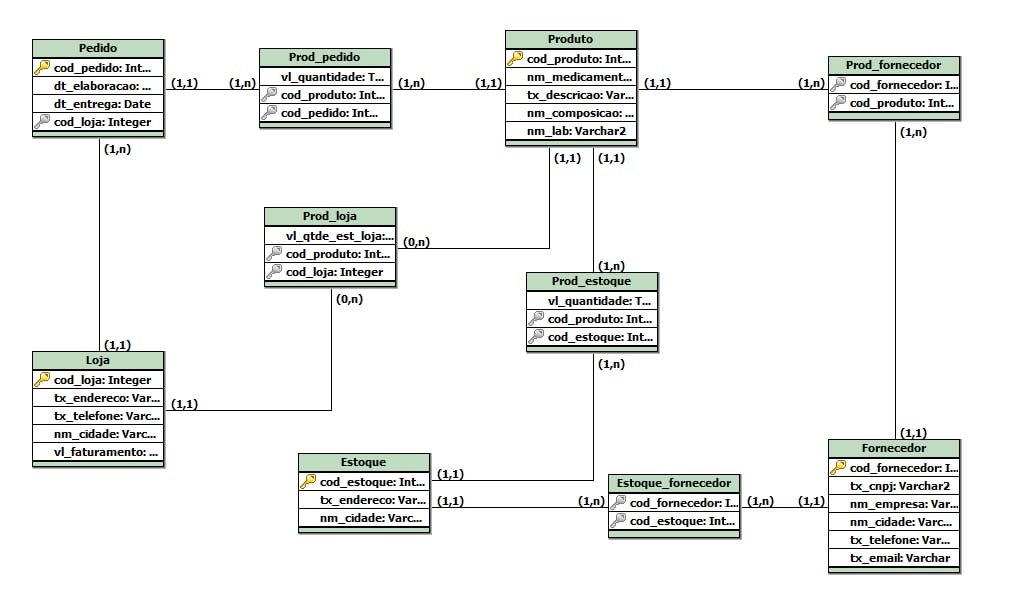 Pedido
cod_pedido: Int...
dt_elaboracao: ...
dt_entrega: Date
cod_loja: Integer
(1,1)
(1,n)
Prod_pedido
vl_quantidade: T...
cod_produto: Int...
cod_pedido: Int...
(1,n)
(1,1)
Produto
cod_produto: Int...
nm_medicament...
tx_descricao: Var...
nm_composicao: ...
nm_lab: Varchar2
(1,1)
(1,n)
Prod_fornecedor
cod_fornecedor: I...
cod_produto: Int...
(1,n)
(1,n)
(1,1)
(1,1)
Prod_loja
vl_qtde_est_loja:...
cod_produto: Int...
cod_loja: Integer
(0,n)
(0,n)
(1,n)
Prod_estoque
vl_quantidade: T...
cod_produto: Int...
cod_estoque: Int...
(1,n)
(1,1)
Loja
cod_loja: Integer
tx_endereco: Var...
tx_telefone: Varc...
nm_cidade: Varc...
vl_faturamento: ...
(1,1)
Estoque
cod_estoque: Int...
tx_endereco: Var...
nm_cidade: Varc...
(1,1)
(1,1)
(1,n)
Estoque_fornecedor
cod_fornecedor: I...
cod_estoque: Int...
(1,n)
(1,1)
(1,1)
Fornecedor
cod_fornecedor: I...
tx_cnpj: Varchar2
nm_empresa: Var...
nm_cidade: Varc...
tx_telefone: Var...
tx_email: Varchar